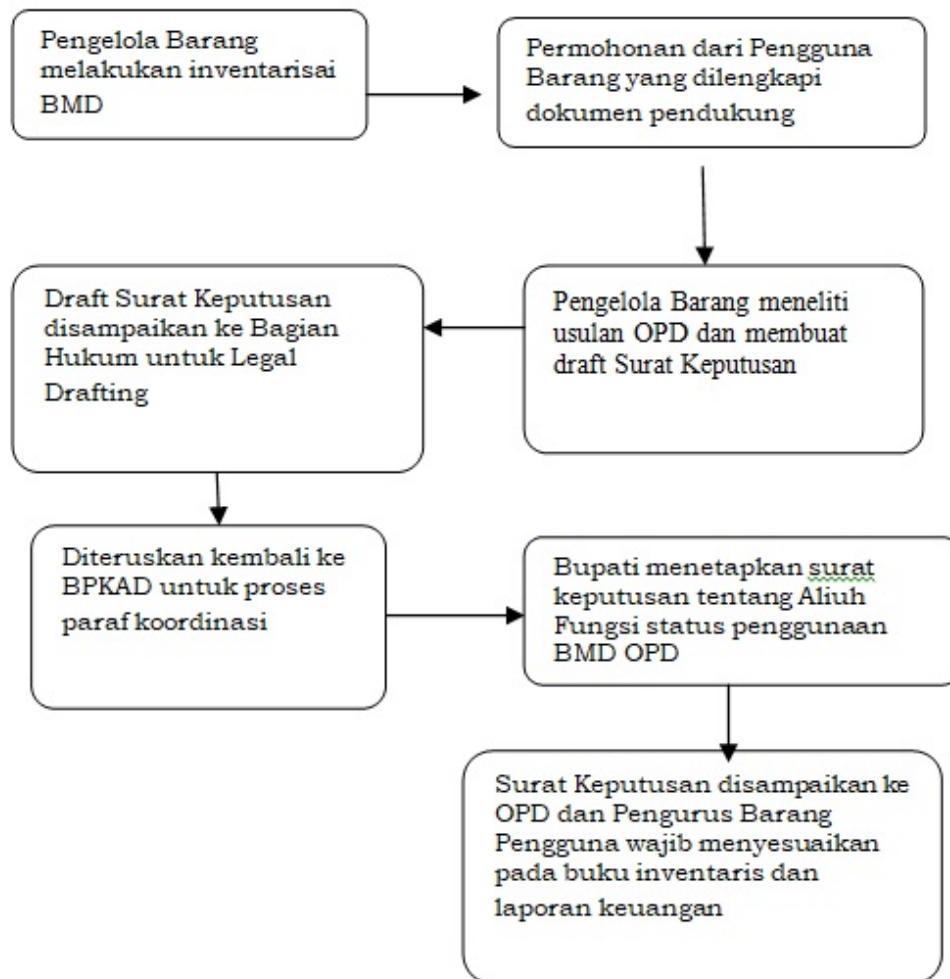 Pengelola Barang
melakukan inventarisai
BMD
Permohonan dari Pengguna
Barang yang dilengkapi
dokumen pendukung
Pengelola Barang meneliti
usulan OPD dan membuat
draft Surat Keputusan
Draft Surat Keputusan
disampaikan ke Bagian
Hukum untuk Legal
Drafting
Diteruskan kembali ke
BPKAD untuk proses
paraf koordinasi
Bupati menetapkan surat
keputusan tentang Aliuh
Fungsi status penggunaan
BMD OPD
Surat Keputusan disampaikan ke
OPD dan Pengurus Barang
Pengguna wajib menyesuaikan
pada buku inventaris dan
laporan keuangan